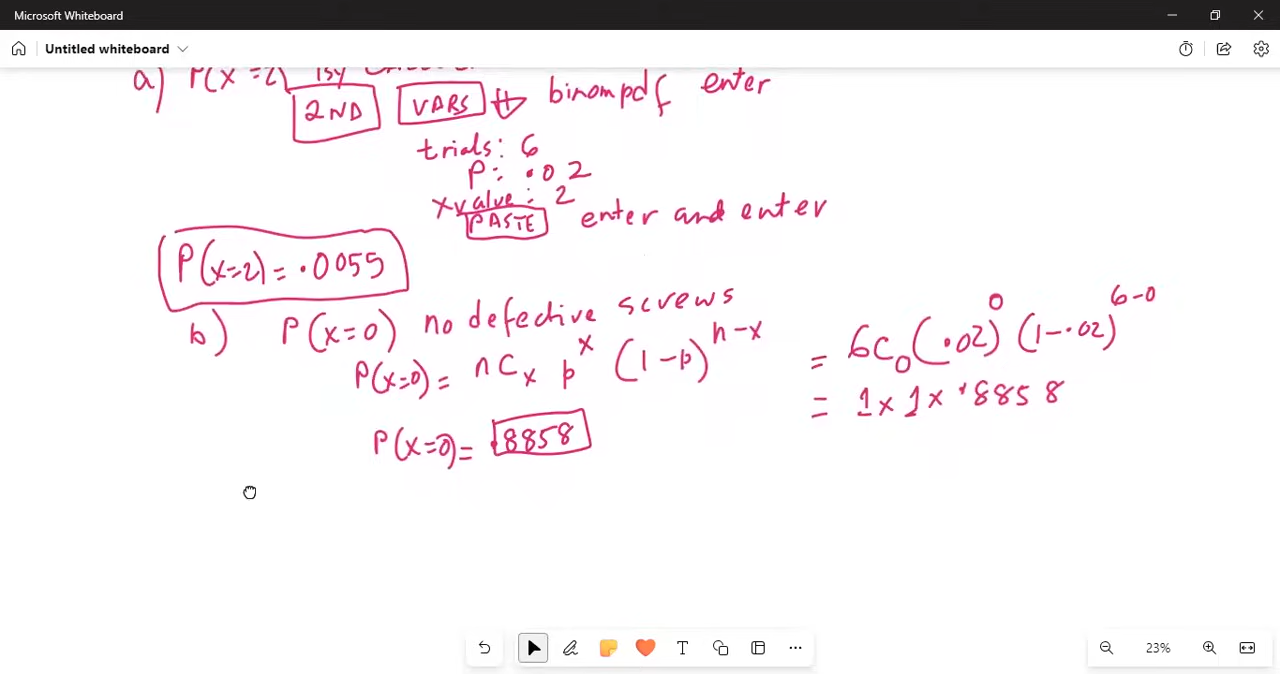 Microsoft Whiteboard
Untitled whiteboard
a) P(x=2) by
2ND VARS binompdf enter
trials: 6
P: .02
xvalue: 2
PASTE enter and enter
P(x=2) = .0055
b) P(x=0) no defective screws
P(x=0) = nCx p^x (1-p)^n-x = 6C0 (.02)^0 (1-.02)^6-0
= 1x1x .8858
P(x=0) = .8858
T
23%